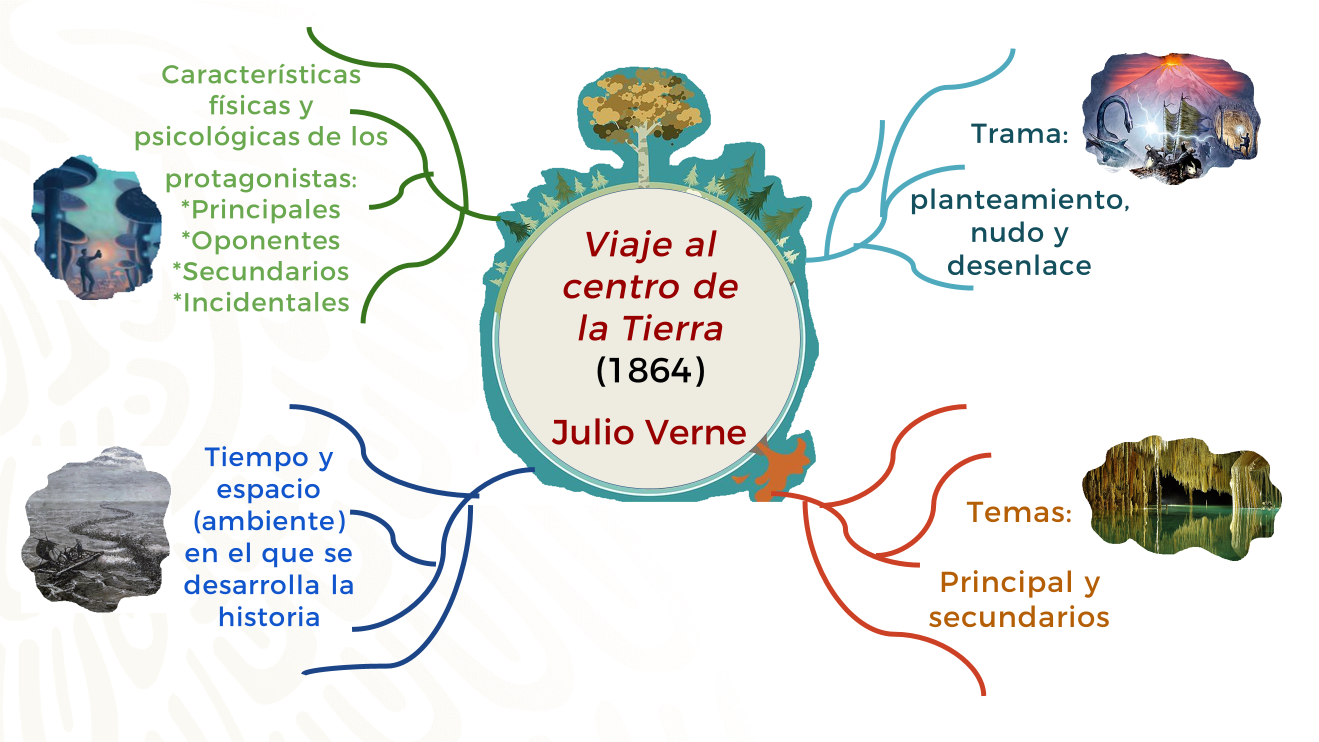 Características
físicas y
psicológicas de los
protagonistas:
*Principales
*Oponentes
*Secundarios
*Incidentales
Viaje al
centro de
la Tierra
(1864)
Julio Verne
Trama:
planteamiento,
nudo y
desenlace
Tiempo y
espacio
(ambiente)
en el que se
desarrolla la
historia
Temas:
Principal y
secundarios